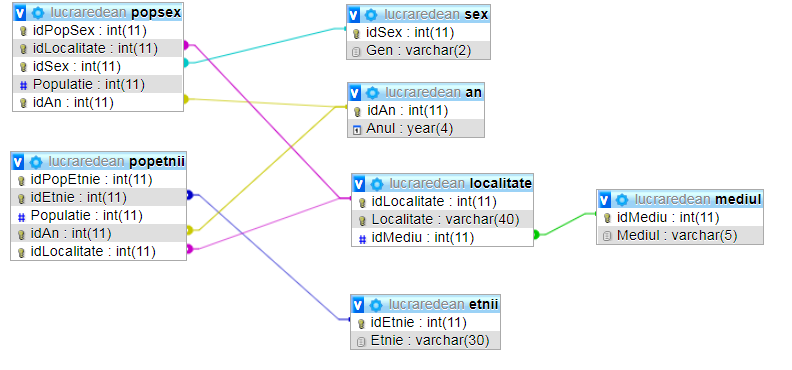 v lucraredean popsex
idPopSex : int(11)
idLocalitate : int(11)
idSex : int(11)
# Populatie : int(11)
idAn : int(11)
v lucraredean popetnii
idPopEtnie : int(11)
idEtnie : int(11)
# Populatie : int(11)
idAn : int(11)
idLocalitate : int(11)
v lucraredean sex
idSex : int(11)
Gen : varchar(2)
v lucraredean an
idAn : int(11)
Anul : year(4)
v lucraredean localitate
idLocalitate : int(11)
Localitate : varchar(40)
# idMediu : int(11)
v lucraredean etnii
idEtnie : int(11)
Etnie : varchar(30)
v lucraredean mediul
idMediu : int(11)
Mediul : varchar(5)